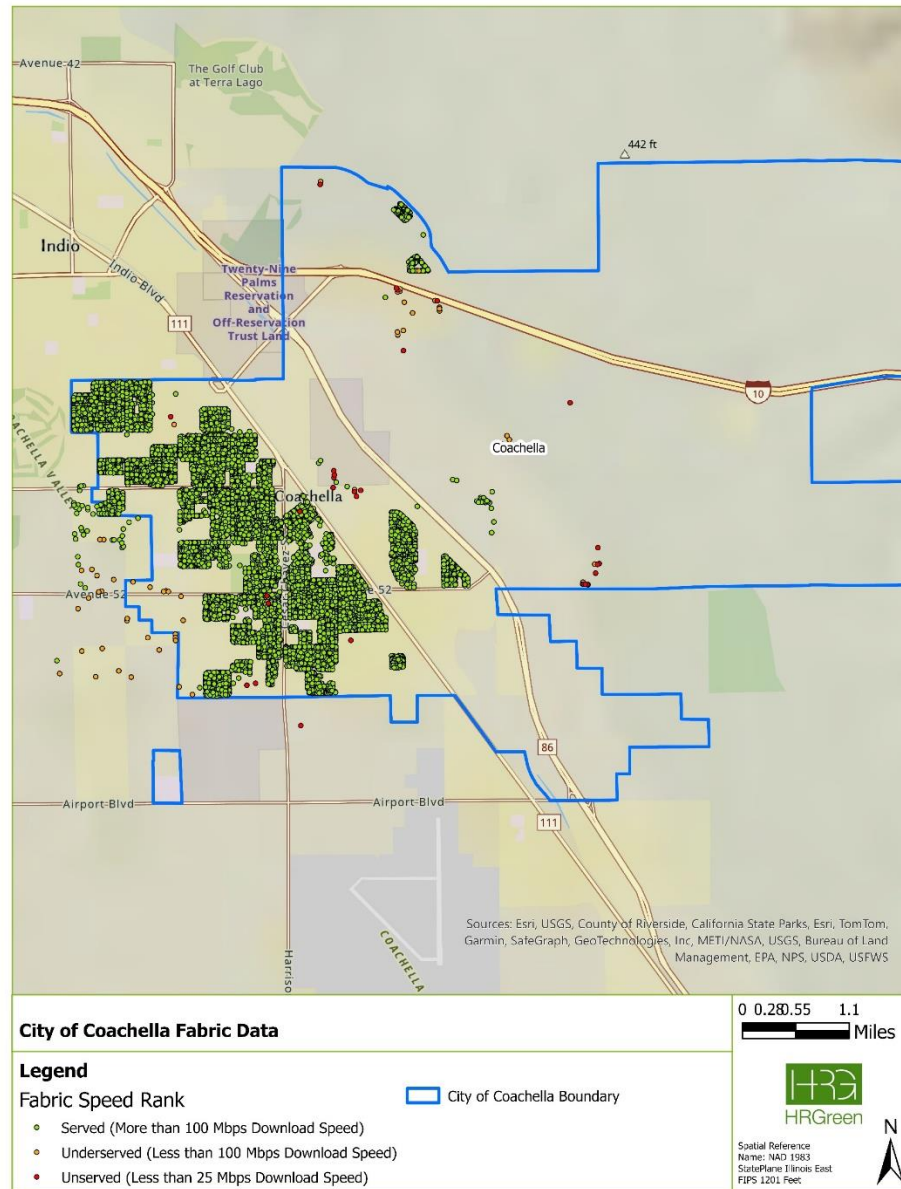 Avenue 42
The Golf Club
at Terra Lago
442 ft
Indio
Indio Blvd
Twenty-Nine
Palms
Reservation
and
Off-Reservation
Trust Land
111
10
COACHELLA VALLEY
Coachella
Coachella
Avenue 52
52
86
Airport Blvd
Airport Blvd
111
Harriso
COACHELLA
Sources: Esri, USGS, County of Riverside, California State Parks, Esri, TomTom,
Garmin, SafeGraph, GeoTechnologies, Inc, METI/NASA, USGS, Bureau of Land
Management, EPA, NPS, USDA, USFWS
City of Coachella Fabric Data
Legend
Fabric Speed Rank
Served (More than 100 Mbps Download Speed)
Underserved (Less than 100 Mbps Download Speed)
Unserved (Less than 25 Mbps Download Speed)
City of Coachella Boundary
0 0.28 0.55 1.1
Miles
HRG
HRGreen
N
Spatial Reference
Name: NAD 1983
StatePlane Illinois East
FIPS 1201 Feet